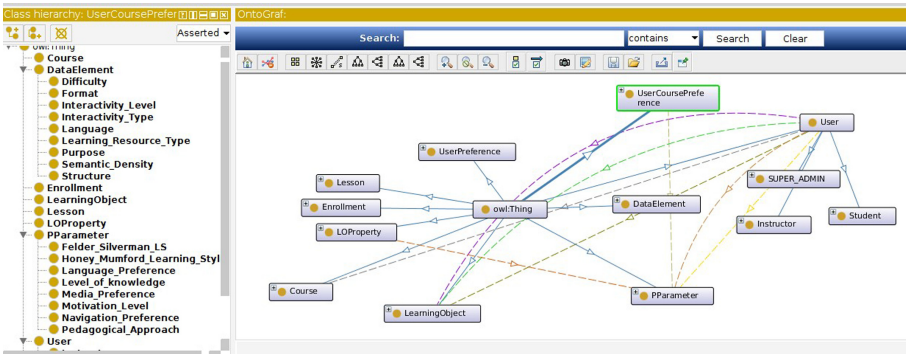 Class hierarchy: UserCoursePrefer
Asserted
owl:Thing
Course
DataElement
Difficulty
Format
Interactivity_Level
Interactivity_Type
Language
Learning_Resource_Type
Purpose
Semantic_Density
Structure
Enrollment
LearningObject
Lesson
LOProperty
PParameter
Felder_Silverman_LS
Honey_Mumford_Learning_Styl
Language_Preference
Level_of_knowledge
Media_Preference
Motivation_Level
Navigation_Preference
Pedagogical_Approach
User
OntoGraf:
Search:
contains
Search
Clear
UserCoursePrefe
rence
User
UserPreference
SUPER_ADMIN
Lesson
Enrollment
owl:Thing
DataElement
Student
Instructor
LOProperty
Course
PParameter
LearningObject